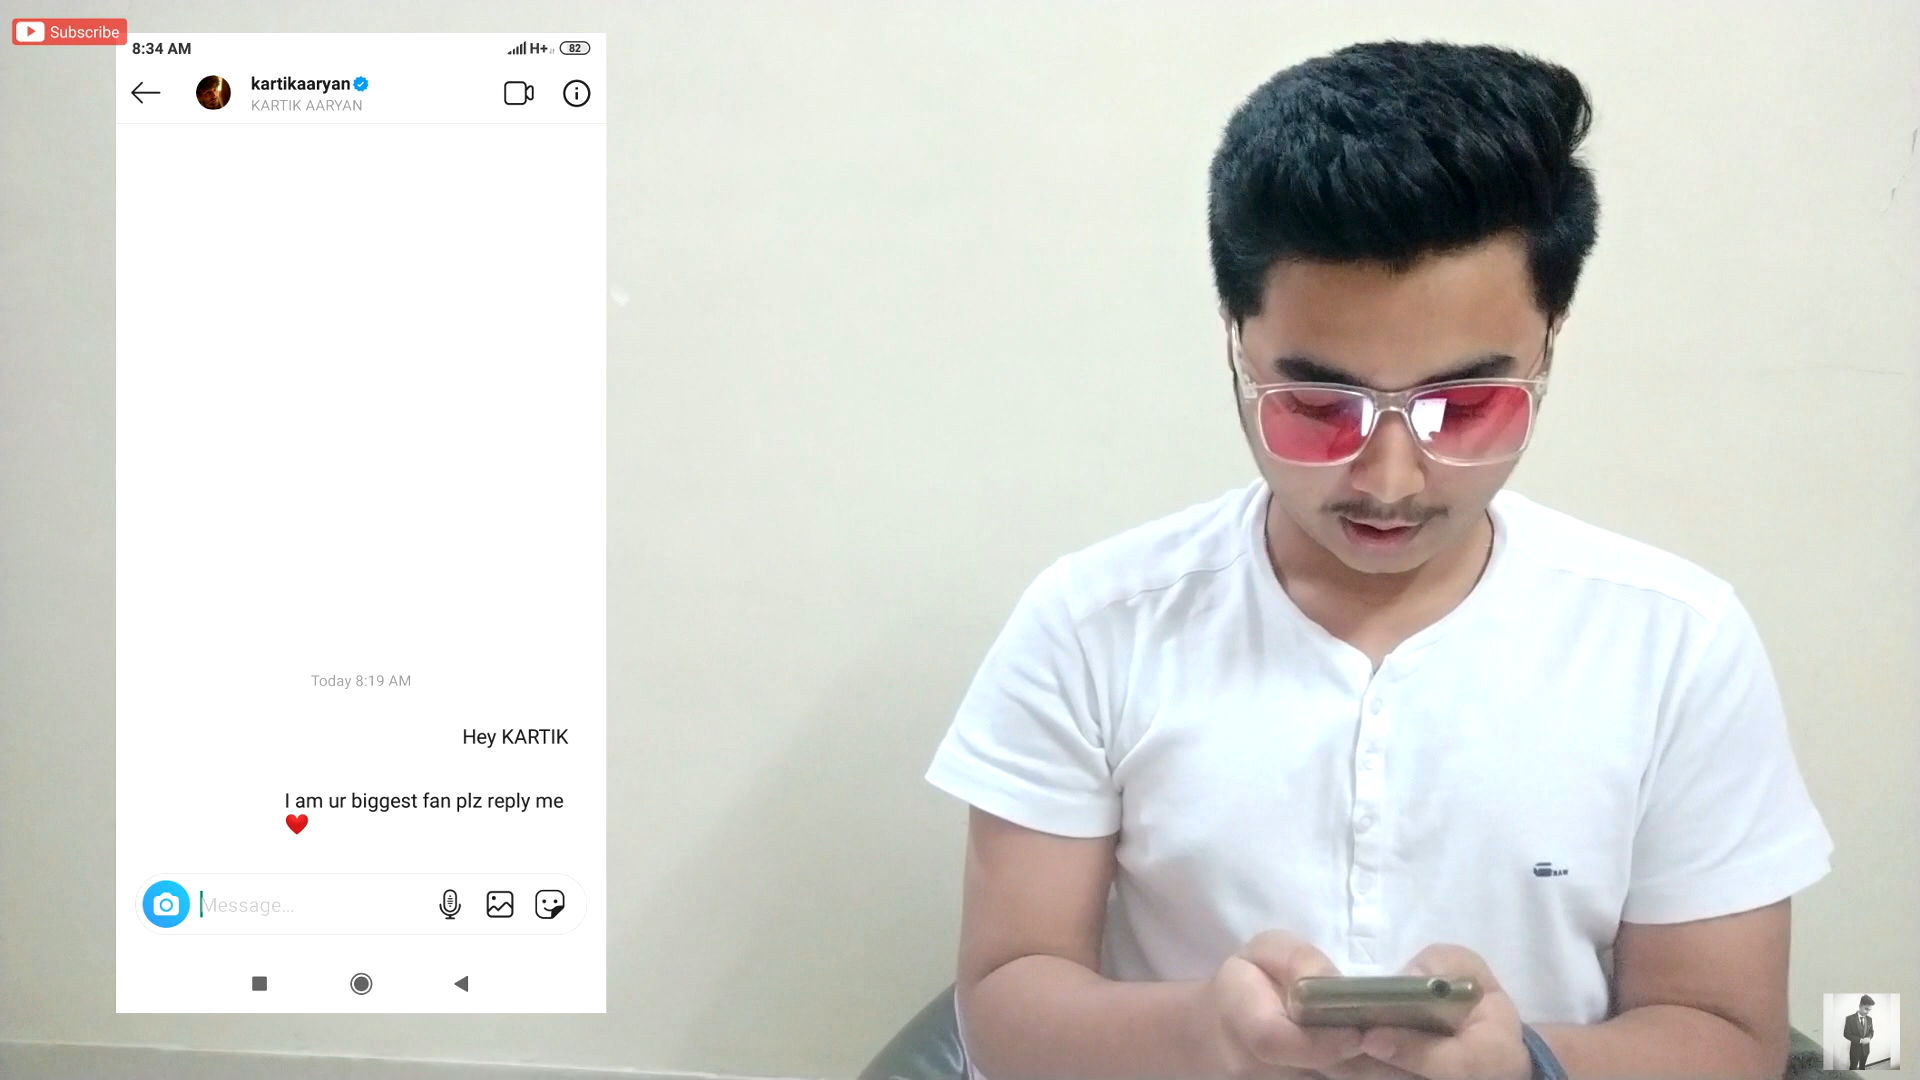 Subscribe
8:34 AM
H+
82
kartikaaryan
KARTIK AARYAN
Today 8:19 AM
Hey KARTIK
I am ur biggest fan plz reply me
❤️
Message...
RAW